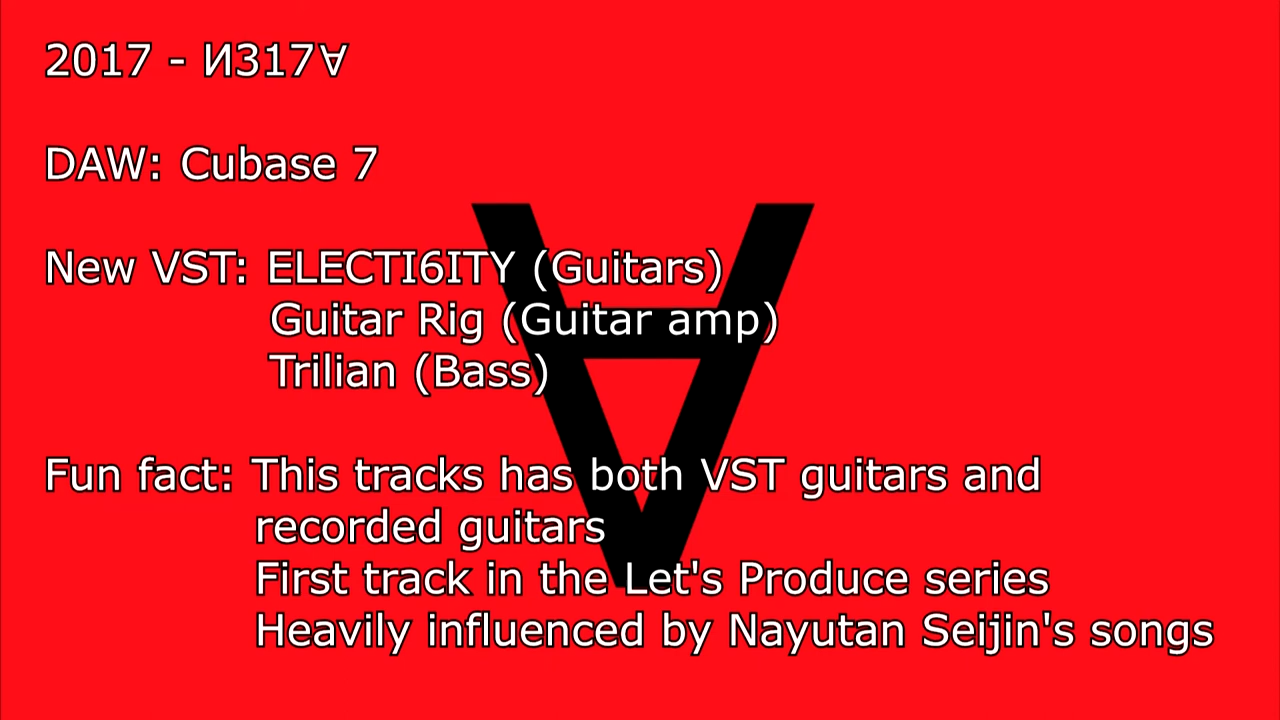 2017 - И317∀
DAW: Cubase 7
New VST: ELECTI6ITY (Guitars)
Guitar Rig (Guitar amp)
Trilian (Bass)
Fun fact: This tracks has both VST guitars and
recorded guitars
First track in the Let's Produce series
Heavily influenced by Nayutan Seijin's songs
∀